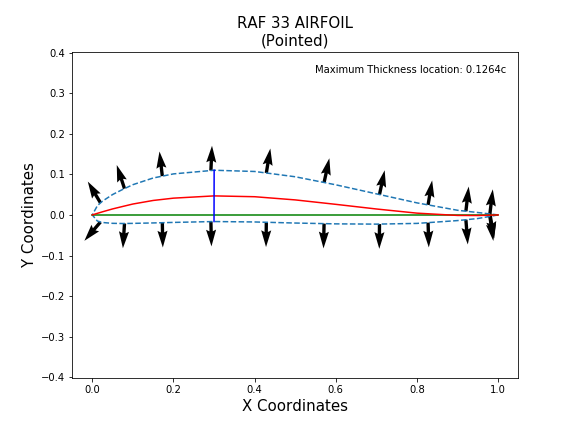 RAF 33 AIRFOIL
(Pointed)
Maximum Thickness location: 0.1264c
0.4
0.3
0.2
0.1
0.0
−0.1
−0.2
−0.3
−0.4
Y Coordinates
0.0 0.2 0.4 0.6 0.8 1.0
X Coordinates